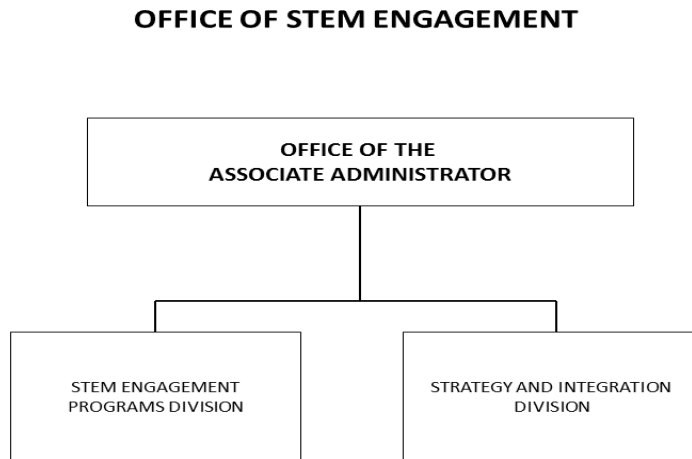 OFFICE OF STEM ENGAGEMENT
OFFICE OF THE
ASSOCIATE ADMINISTRATOR
STEM ENGAGEMENT
PROGRAMS DIVISION
STRATEGY AND INTEGRATION
DIVISION